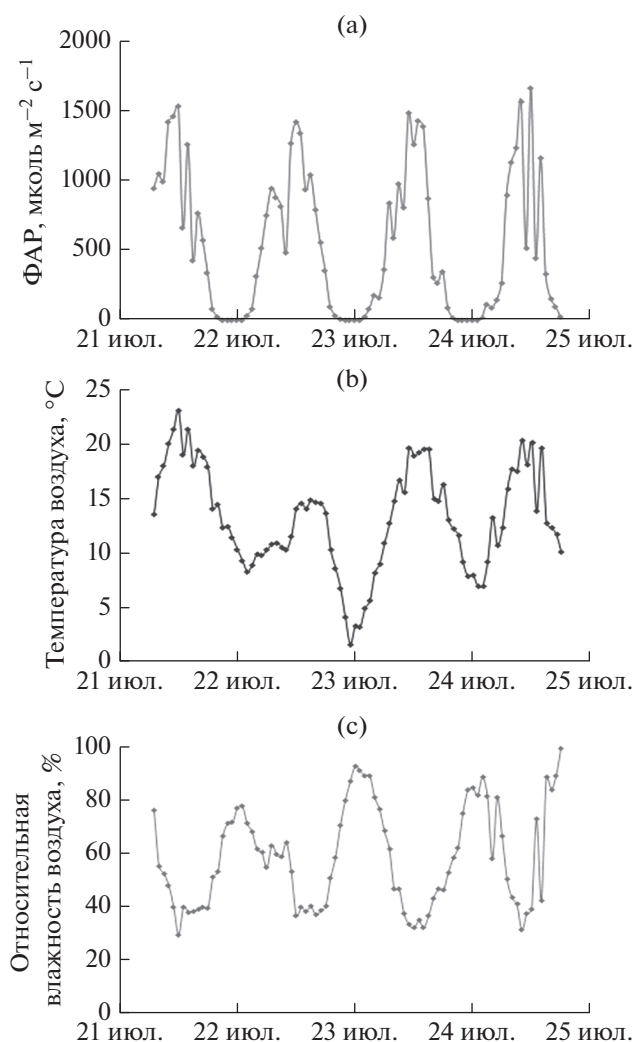 (a)
ФАР, мколь м−2 с−1
2000
1500
1000
500
0
21 июл. 22 июл. 23 июл. 24 июл. 25 июл.
(b)
Температура воздуха, °C
25
20
15
10
5
0
21 июл. 22 июл. 23 июл. 24 июл. 25 июл.
(c)
Относительная
влажность воздуха, %
100
80
60
40
20
0
21 июл. 22 июл. 23 июл. 24 июл. 25 июл.